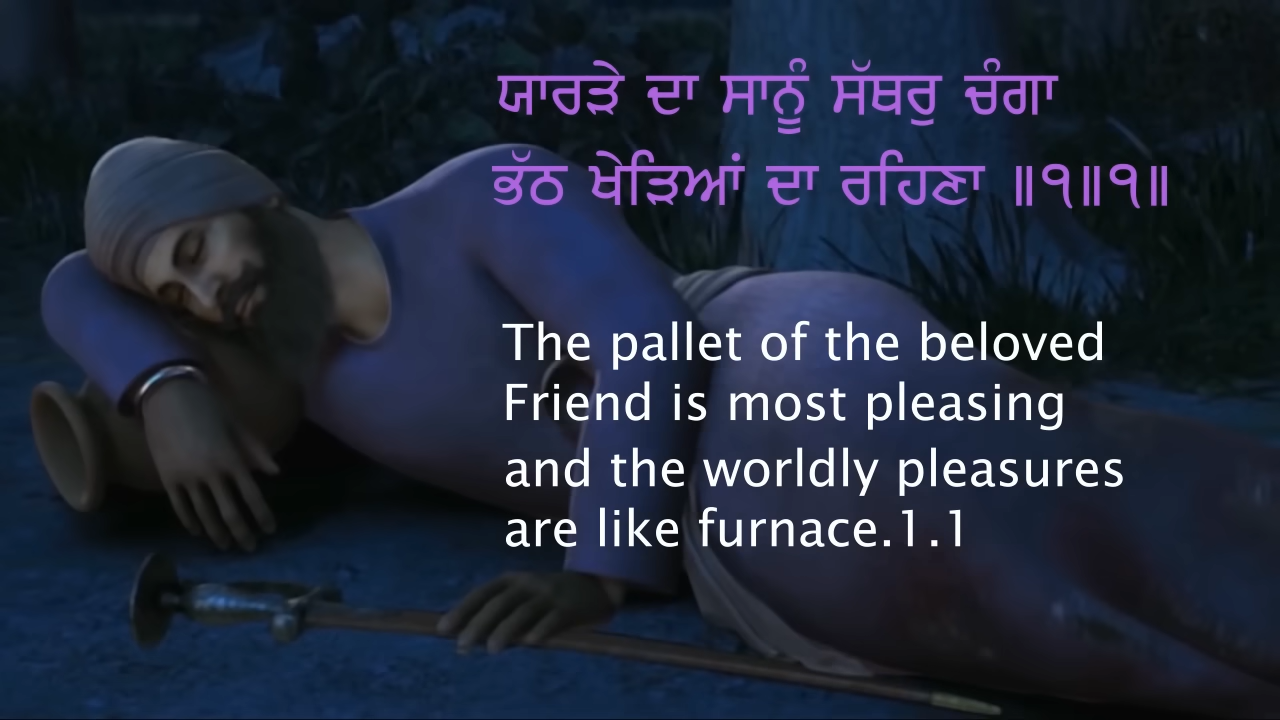 ਯਾਰੜੇ ਦਾ ਸਾਨੂੰ ਸੱਥਰੁ ਚੰਗਾ
ਭੱਠ ਖੇੜਿਆਂ ਦਾ ਰਹਿਣਾ ॥੧॥੧॥
The pallet of the beloved
Friend is most pleasing
and the worldly pleasures
are like furnace.1.1